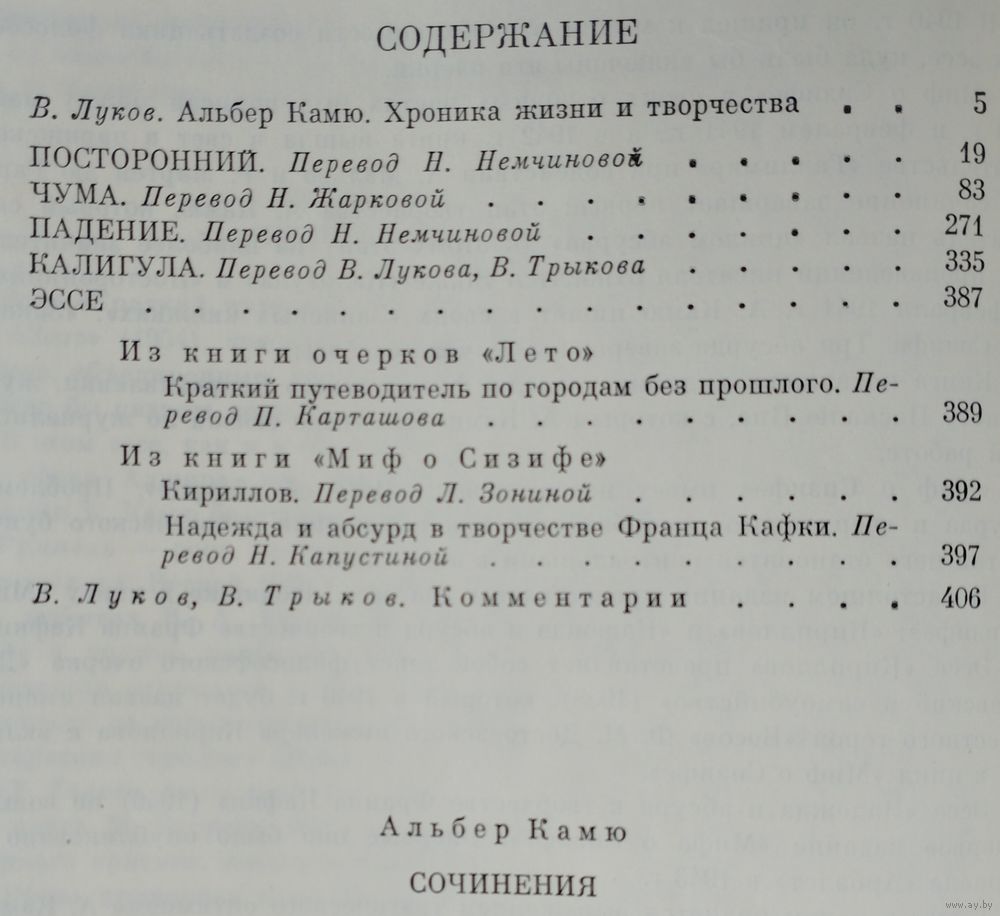 СОДЕРЖАНИЕ
В. Луков. Альбер Камю. Хроника жизни и творчества . . 5
ПОСТОРОННИЙ. Перевод Н. Немчиновой . . . . . 19
ЧУМА. Перевод Н. Жарковой . . . . . . . . . 83
ПАДЕНИЕ. Перевод Н. Немчиновой . . . . . . 271
КАЛИГУЛА. Перевод В. Лукова, В. Трыкова . . . . . 335
ЭССЕ . . . . . . . . . . . . . . . 387
Из книги очерков «Лето»
Краткий путеводитель по городам без прошлого. Пе-
ревод П. Карташова . . . . . . . . . 389
Из книги «Миф о Сизифе»
Кириллов. Перевод Л. Зониной . . . . . . 392
Надежда и абсурд в творчестве Франца Кафки. Пе-
ревод Н. Капустиной . . . . . . . . . 397
В. Луков, В. Трыков. Комментарии . . . . 406
Альбер Камю
СОЧИНЕНИЯ
www.ay.by